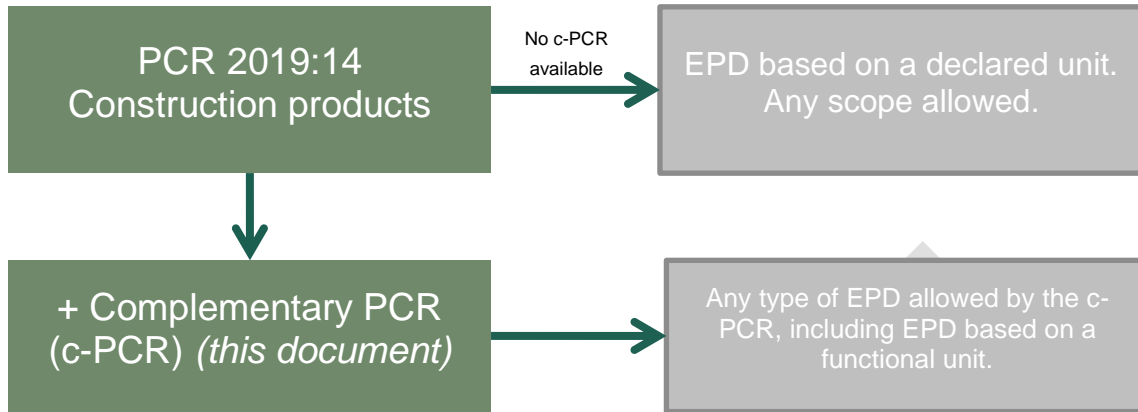 PCR 2019:14
Construction products
No c-PCR
available
EPD based on a declared unit.
Any scope allowed.
+ Complementary PCR
(c-PCR) (this document)
Any type of EPD allowed by the c-
PCR, including EPD based on a
functional unit.